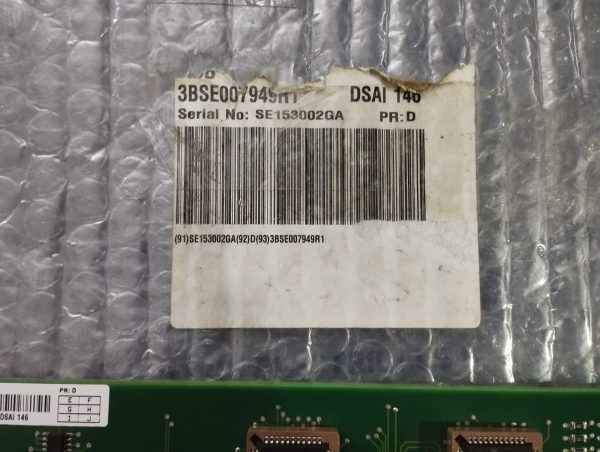 3BSE007949R1 DSAI 146
Serial No: SE153002GA PR: D
(91)SE153002GA(92)D(93)3BSE007949R1
PR: D
E F
G H
I J
DSAI 146